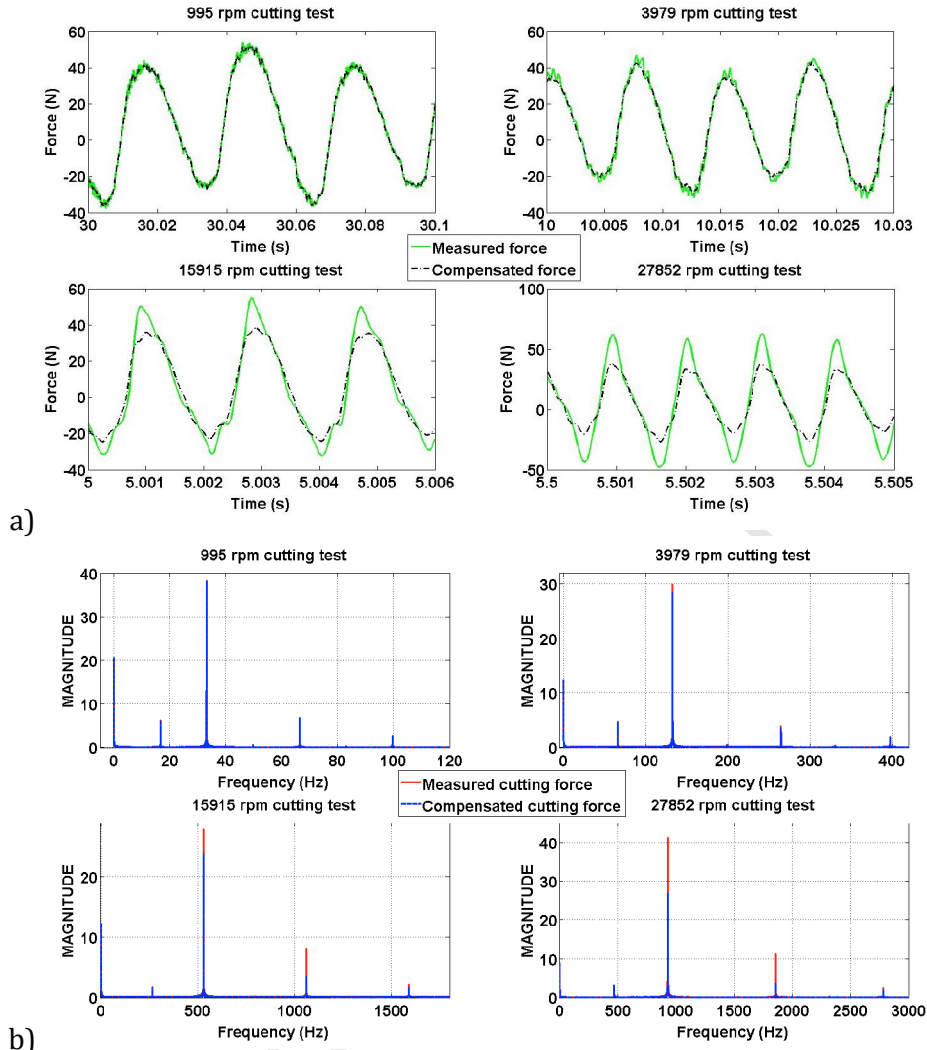 995 rpm cutting test
3979 rpm cutting test
60
40
20
0
-20
-40
Force (N)
30 30.02 30.04 30.06 30.08 30.1
Time (s)
60
40
20
0
-20
-40
Force (N)
10 10.005 10.01 10.015 10.02 10.025 10.03
Time (s)
Measured force
Compensated force
15915 rpm cutting test
27852 rpm cutting test
60
40
20
0
-20
-40
Force (N)
5 5.001 5.002 5.003 5.004 5.005 5.006
Time (s)
100
50
0
-50
Force (N)
5.5 5.501 5.502 5.503 5.504 5.505
Time (s)
a)
995 rpm cutting test
3979 rpm cutting test
40
30
20
10
0
MAGNITUDE
0 20 40 60 80 100 120
Frequency (Hz)
30
20
10
0
MAGNITUDE
0 100 200 300 400
Frequency (Hz)
Measured cutting force
Compensated cutting force
15915 rpm cutting test
27852 rpm cutting test
20
10
0
MAGNITUDE
0 500 1000 1500
Frequency (Hz)
40
30
20
10
0
MAGNITUDE
0 500 1000 1500 2000 2500 3000
Frequency (Hz)
b)